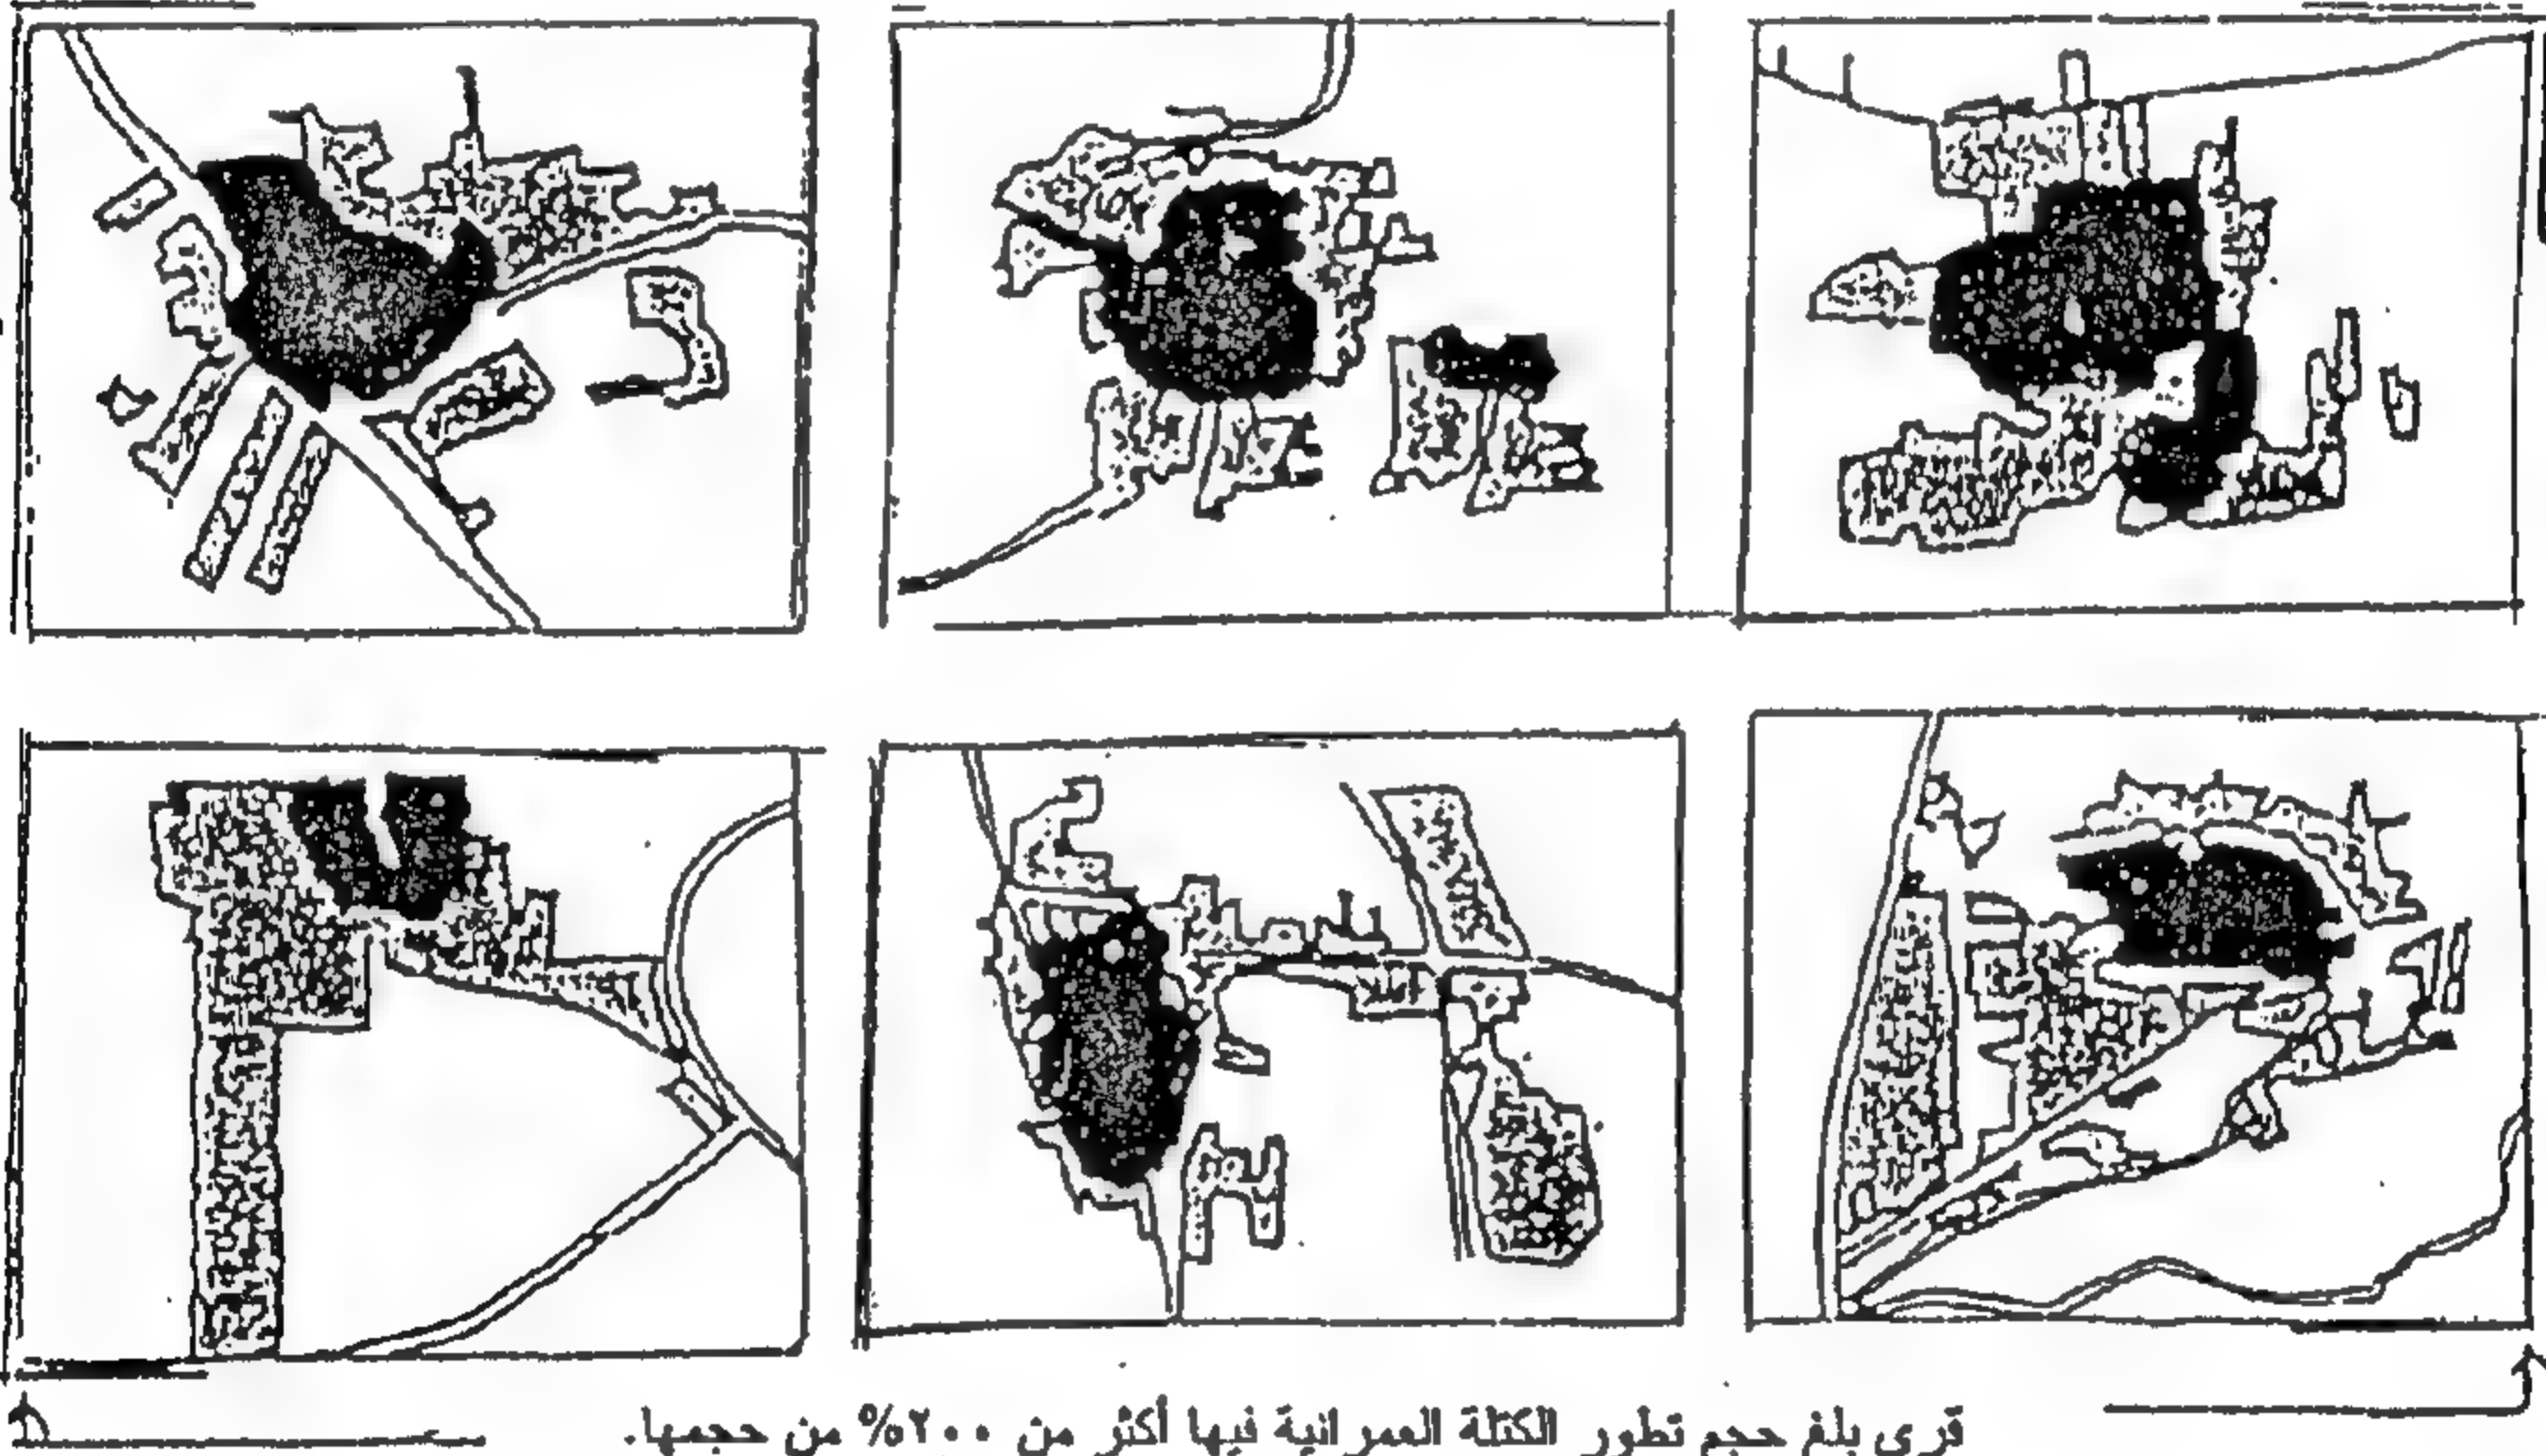 قرى بلغ حجم تطور الكتلة العمرانية فيها أكثر من ٢٠٠% من حجمها.